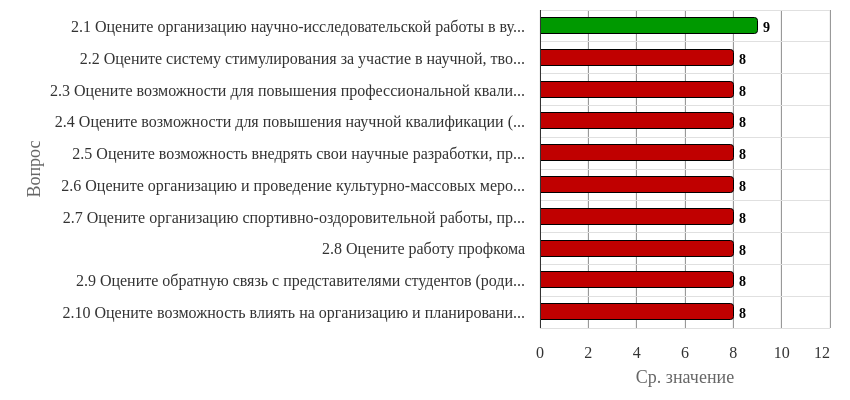 2.1 Оцените организацию научно-исследовательской работы в ву... 9
2.2 Оцените систему стимулирования за участие в научной, тво... 8
2.3 Оцените возможности для повышения профессиональной квали... 8
2.4 Оцените возможности для повышения научной квалификации (... 8
2.5 Оцените возможность внедрять свои научные разработки, пр... 8
2.6 Оцените организацию и проведение культурно-массовых меро... 8
2.7 Оцените организацию спортивно-оздоровительной работы, пр... 8
2.8 Оцените работу профкома 8
2.9 Оцените обратную связь с представителями студентов (роди... 8
2.10 Оцените возможность влиять на организацию и планировани... 8
Вопрос
0 2 4 6 8 10 12
Ср. значение